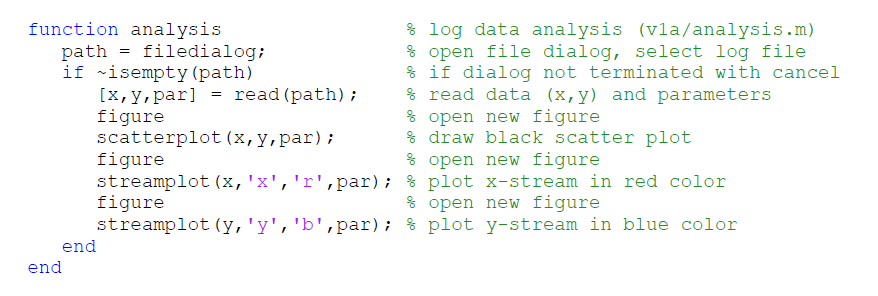 function analysis                    % log data analysis (v1a/analysis.m)
   path = filedialog;                % open file dialog, select log file
   if ~isempty(path)                 % if dialog not terminated with cancel
      [x,y,par] = read(path);        % read data (x,y) and parameters
      figure                         % open new figure
      scatterplot(x,y,par);          % draw black scatter plot
      figure                         % open new figure
      streamplot(x,'x','r',par);     % plot x-stream in red color
      figure                         % open new figure
      streamplot(y,'y','b',par);     % plot y-stream in blue color
   end
end